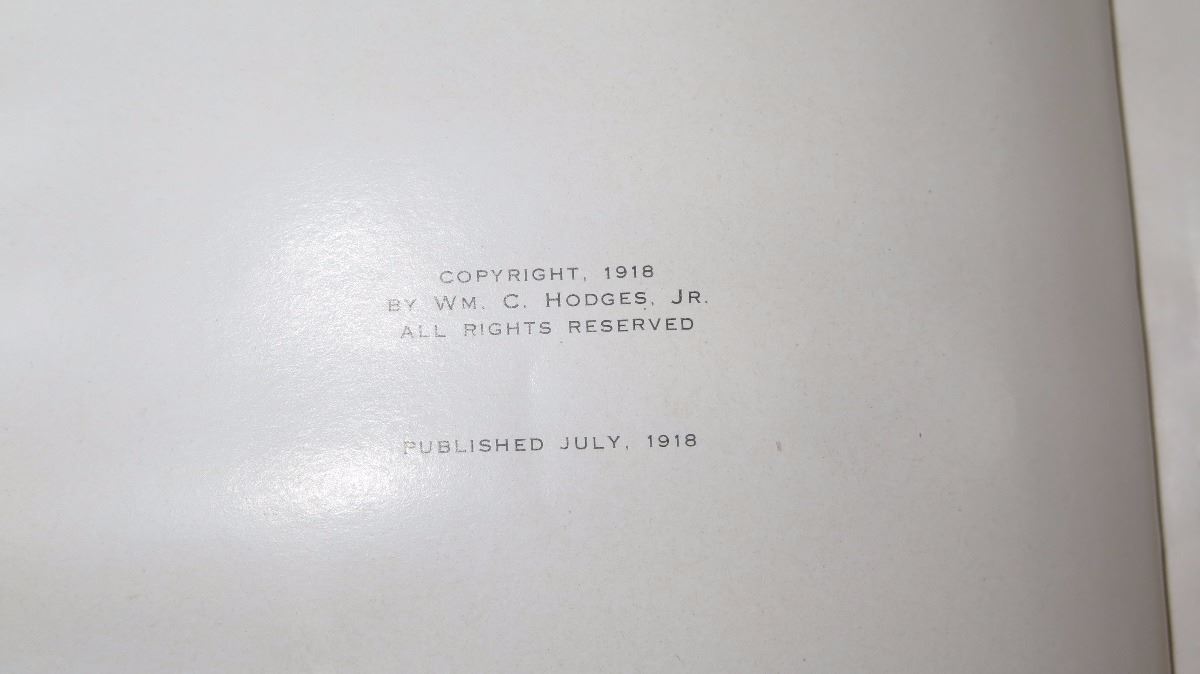 COPYRIGHT, 1918
BY WM. C. HODGES, JR.
ALL RIGHTS RESERVED
PUBLISHED JULY, 1918